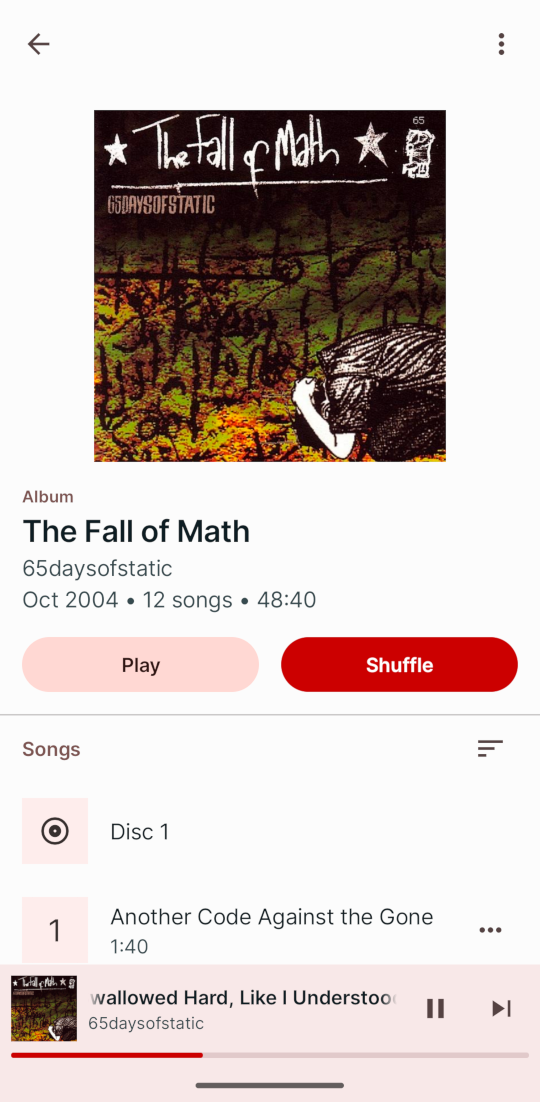 The Fall of Math
65
65DAYSOFSTATIC
Album
The Fall of Math
65daysofstatic
Oct 2004 • 12 songs • 48:40
Play
Shuffle
Songs
Disc 1
1
Another Code Against the Gone
1:40
wallowed Hard, Like I Understoo
65daysofstatic